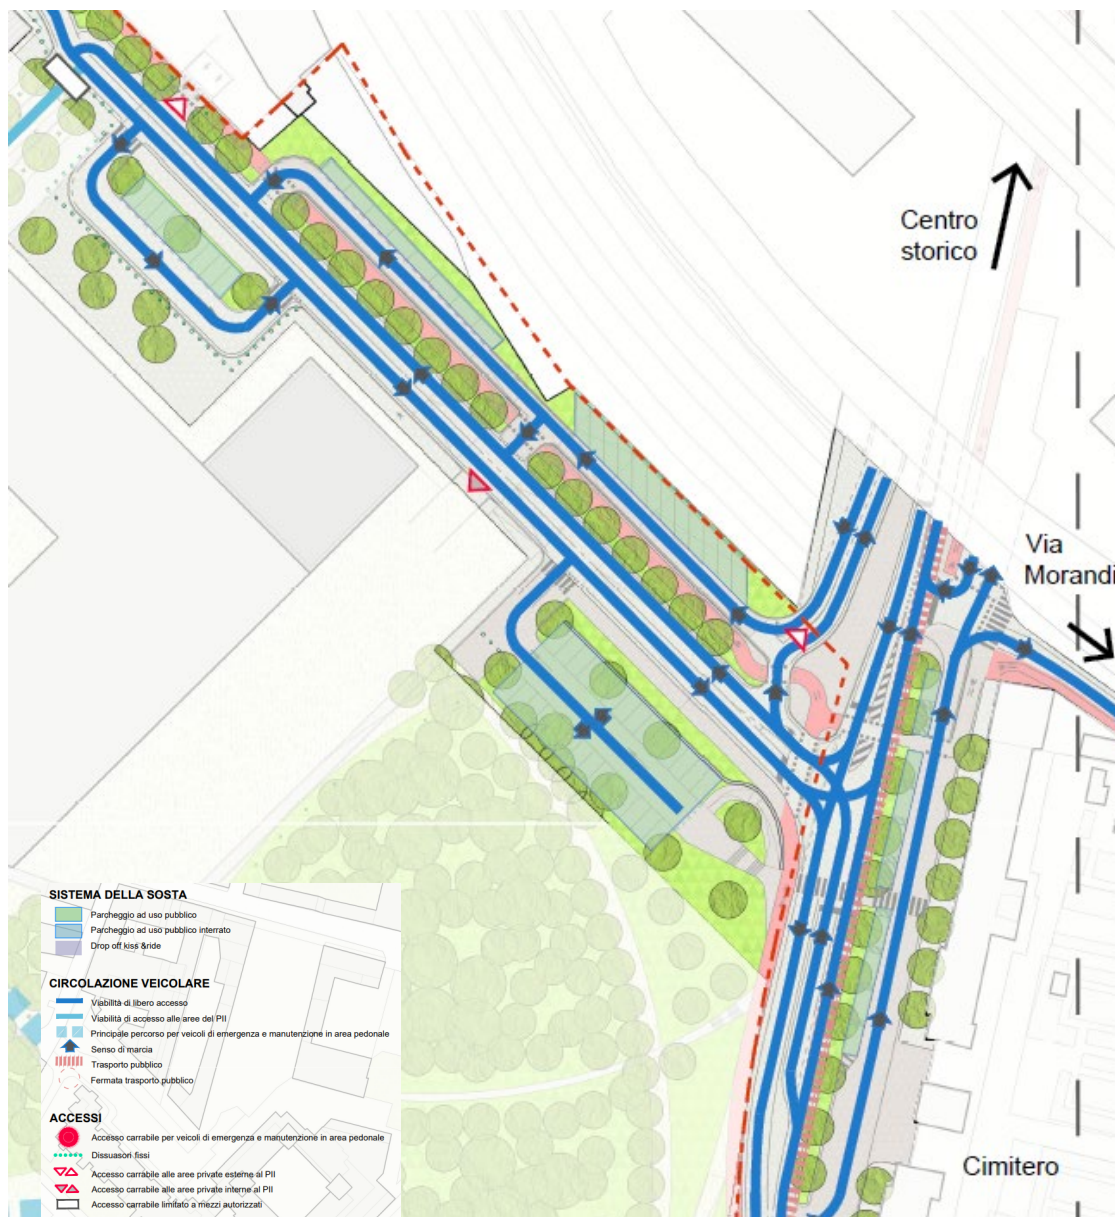 Centro
storico
Via
Morandi
SISTEMA DELLA SOSTA
Parcheggio ad uso pubblico
Parcheggio ad uso pubblico interrato
Drop off kiss &ride
CIRCOLAZIONE VEICOLARE
Viabilità di libero accesso
Viabilità di accesso alle aree del PII
Principale percorso per veicoli di emergenza e manutenzione in area pedonale
Senso di marcia
Trasporto pubblico
Fermata trasporto pubblico
ACCESSI
Accesso carrabile per veicoli di emergenza e manutenzione in area pedonale
Dissuasori fissi
Accesso carrabile alle aree private esterne al PII
Accesso carrabile alle aree private interne al PII
Accesso carrabile limitato a mezzi autorizzati
Cimitero